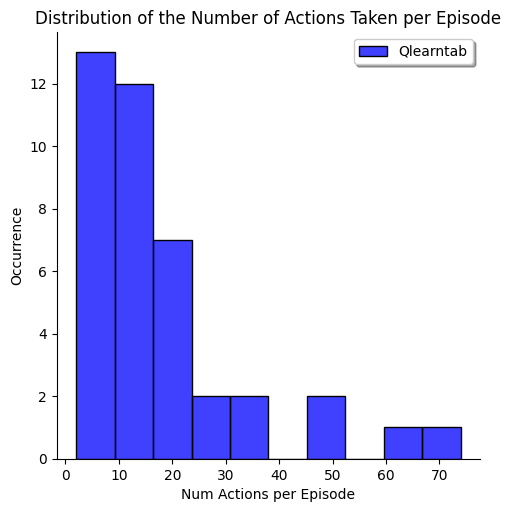 Distribution of the Number of Actions Taken per Episode
Qlearntab
Occurrence
12
10
8
6
4
2
0
0 10 20 30 40 50 60 70
Num Actions per Episode